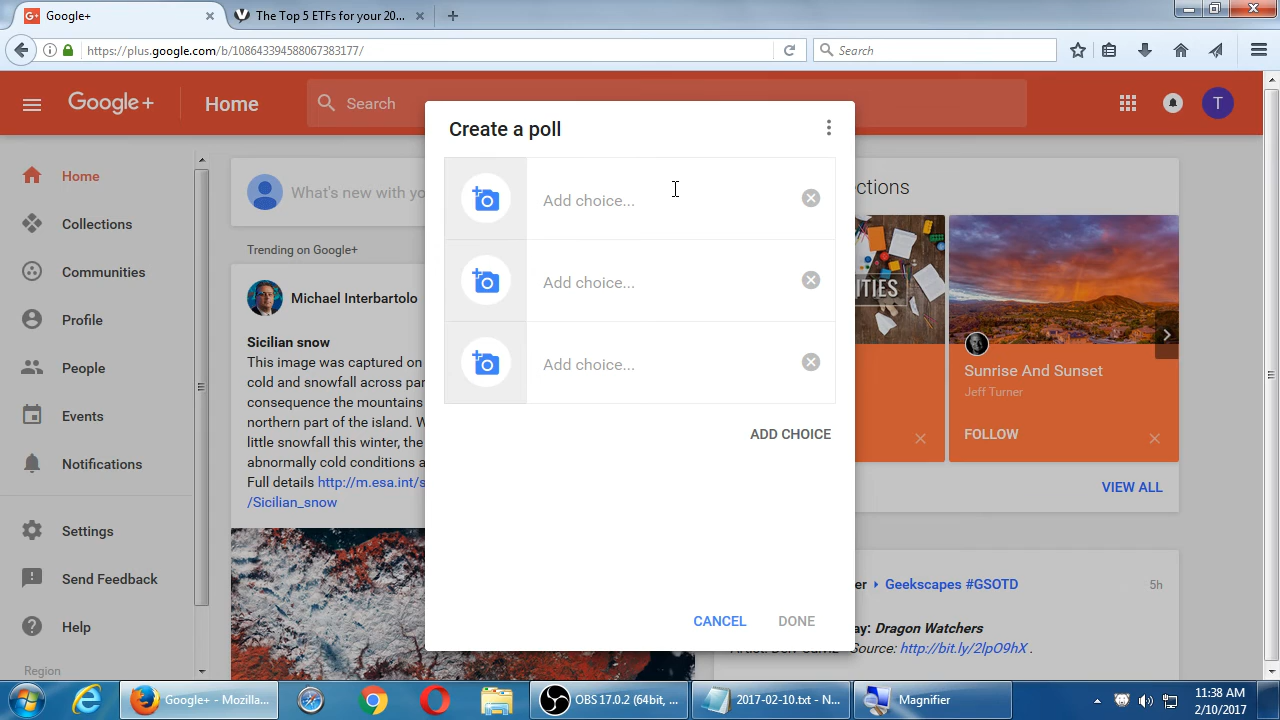 Google+
The Top 5 ETFs for your 20...
https://plus.google.com/b/108643394588067383177/
Search
Google+
Home
Search
T
Home
Collections
Communities
Profile
People
Events
Notifications
Settings
Send Feedback
Help
Region
What's new with yo
Trending on Google+
Michael Interbartolo
Sicilian snow
This image was captured on
cold and snowfall across par
consequece the mountains
northern part of the island. W
little snowfall this winter, the
abnormally cold conditions a
Full details http://m.esa.int/s
/Sicilian_snow
Create a poll
Add choice...
Add choice...
Add choice...
ADD CHOICE
CANCEL
DONE
ections
ITIES
Sunrise And Sunset
Jeff Turner
FOLLOW
VIEW ALL
er
Geekscapes #GSOTD
5h
ay: Dragon Watchers
Source: http://bit.ly/2lpO9hX .
Google+ - Mozilla...
OBS 17.0.2 (64bit, ...
2017-02-10.txt - N...
Magnifier
11:38 AM
2/10/2017